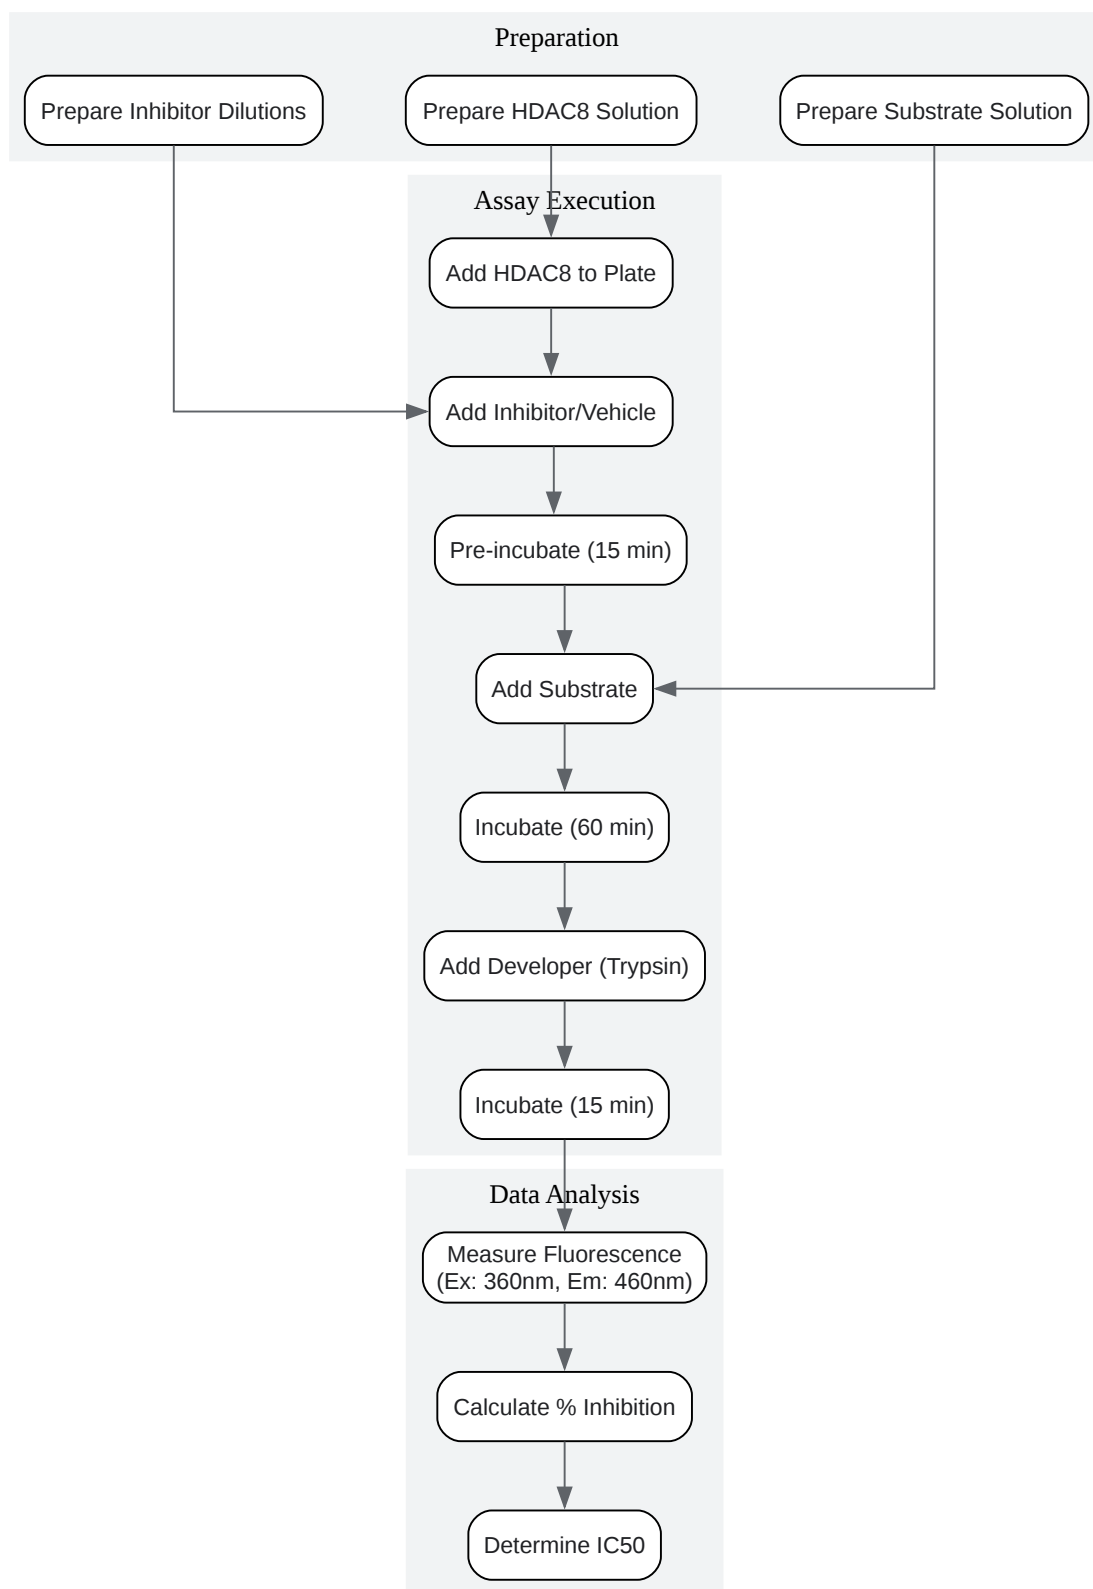 Preparation
Prepare Inhibitor Dilutions
Prepare HDAC8 Solution
Prepare Substrate Solution
Assay Execution
Add HDAC8 to Plate
Add Inhibitor/Vehicle
Pre-incubate (15 min)
Add Substrate
Incubate (60 min)
Add Developer (Trypsin)
Incubate (15 min)
Data Analysis
Measure Fluorescence
(Ex: 360nm, Em: 460nm)
Calculate % Inhibition
Determine IC50